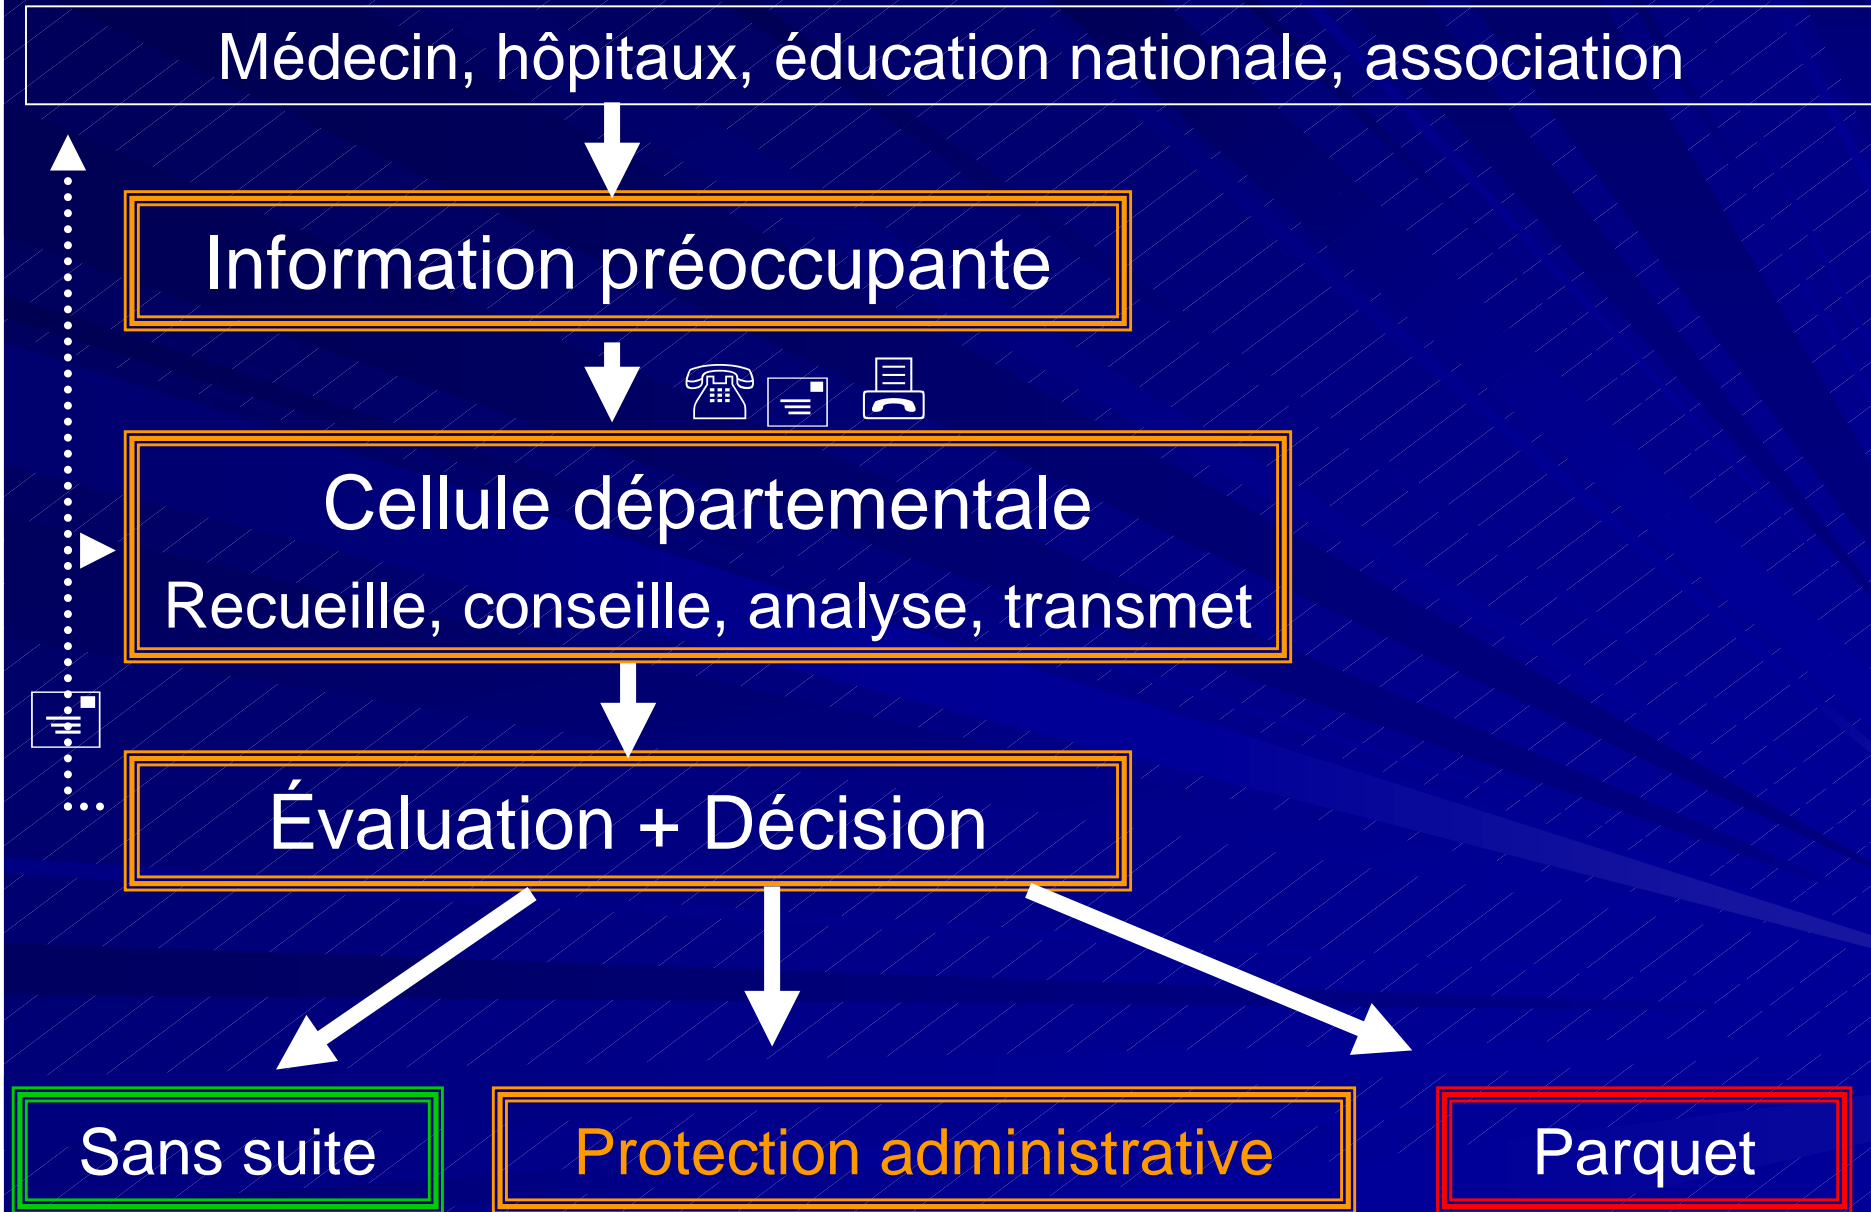 Médecin, hôpitaux, éducation nationale, association
Information préoccupante
Cellule départementale
Recueille, conseille, analyse, transmet
Évaluation + Décision
Sans suite
Protection administrative
Parquet